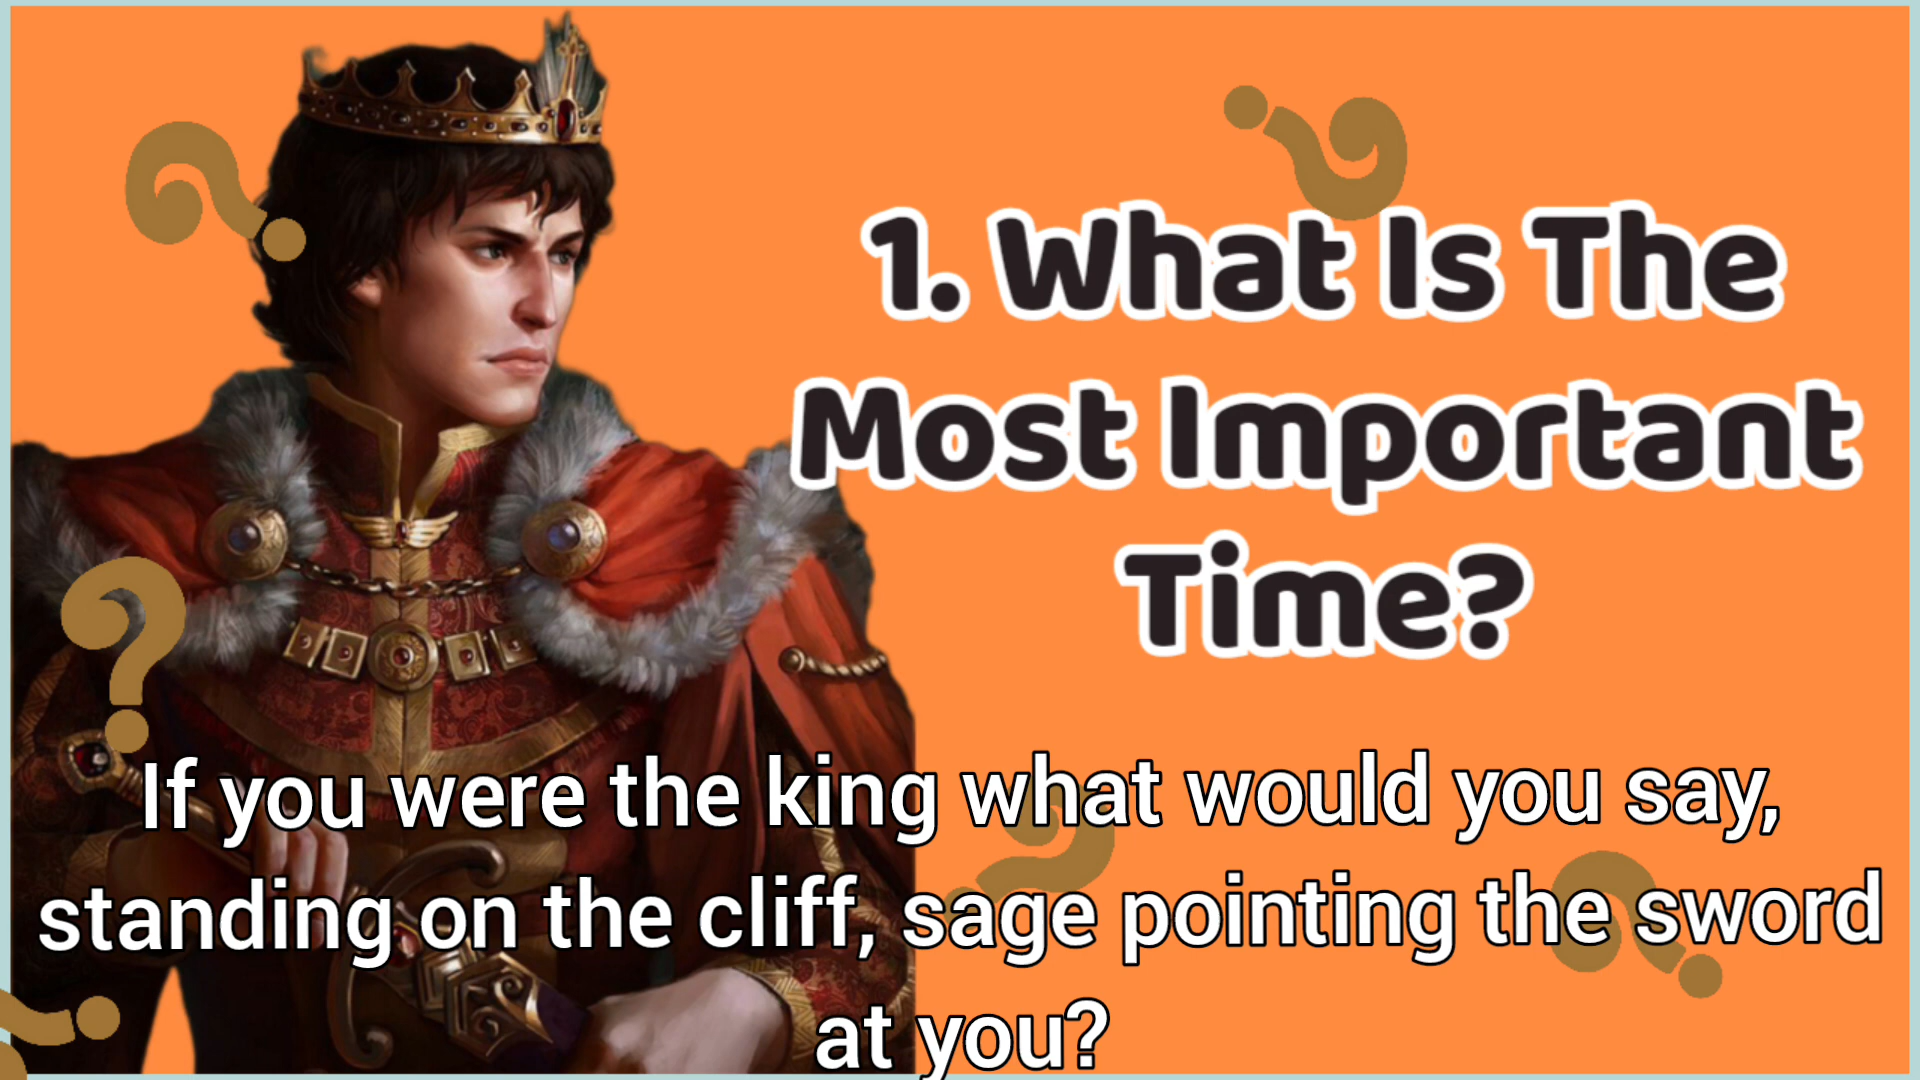 1. What Is The
Most Important
Time?
If you were the king what would you say,
standing on the cliff, sage pointing the sword
at you?